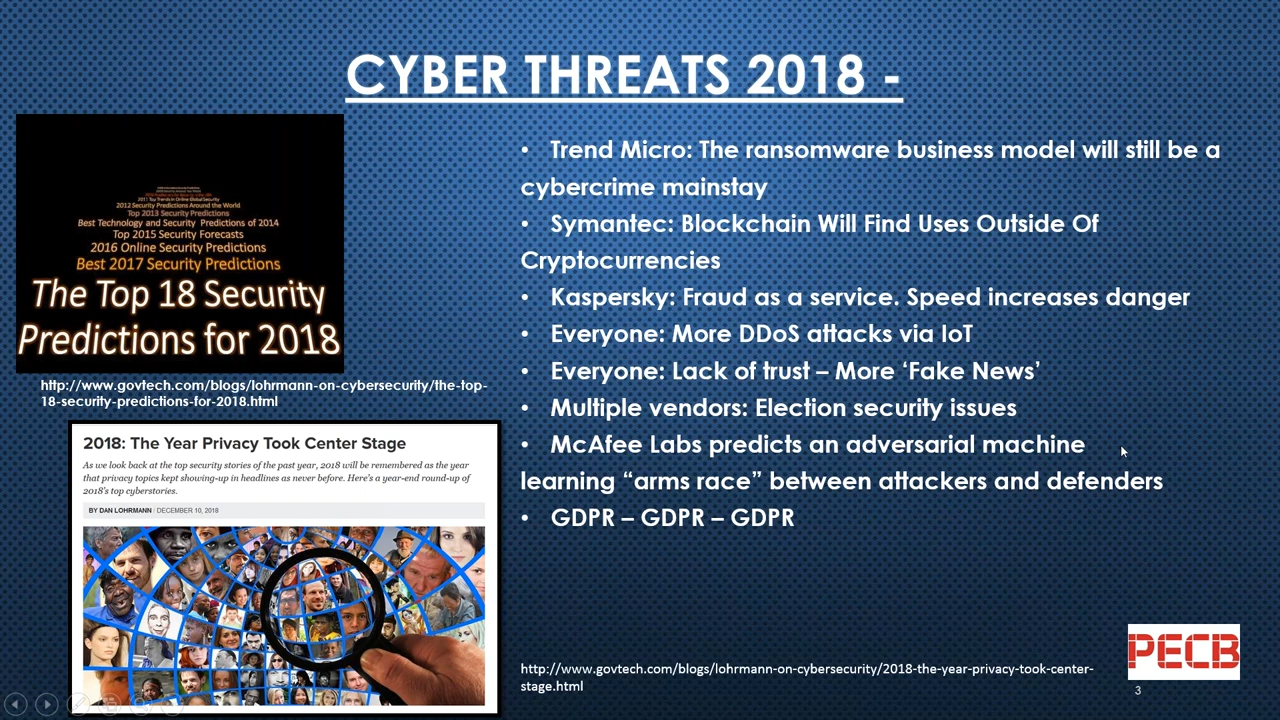 CYBER THREATS 2018 -
2011 Top Trends in Online Global Security
2012 Security Predictions Around the World
Top 2013 Security Predictions
Best Technology and Security Predictions of 2014
Top 2015 Security Forecasts
2016 Online Security Predictions
Best 2017 Security Predictions
The Top 18 Security
Predictions for 2018
http://www.govtech.com/blogs/lohrmann-on-cybersecurity/the-top-
18-security-predictions-for-2018.html
2018: The Year Privacy Took Center Stage
As we look back at the top security stories of the past year, 2018 will be remembered as the year
that privacy topics kept showing-up in headlines as never before. Here's a year-end round-up of
2018's top cyberstories.
BY DAN LOHRMANN / DECEMBER 10, 2018
• Trend Micro: The ransomware business model will still be a
cybercrime mainstay
• Symantec: Blockchain Will Find Uses Outside Of
Cryptocurrencies
• Kaspersky: Fraud as a service. Speed increases danger
• Everyone: More DDoS attacks via IoT
• Everyone: Lack of trust – More ‘Fake News’
• Multiple vendors: Election security issues
• McAfee Labs predicts an adversarial machine
learning “arms race” between attackers and defenders
• GDPR – GDPR – GDPR
http://www.govtech.com/blogs/lohrmann-on-cybersecurity/2018-the-year-privacy-took-center-
stage.html
PECB
3